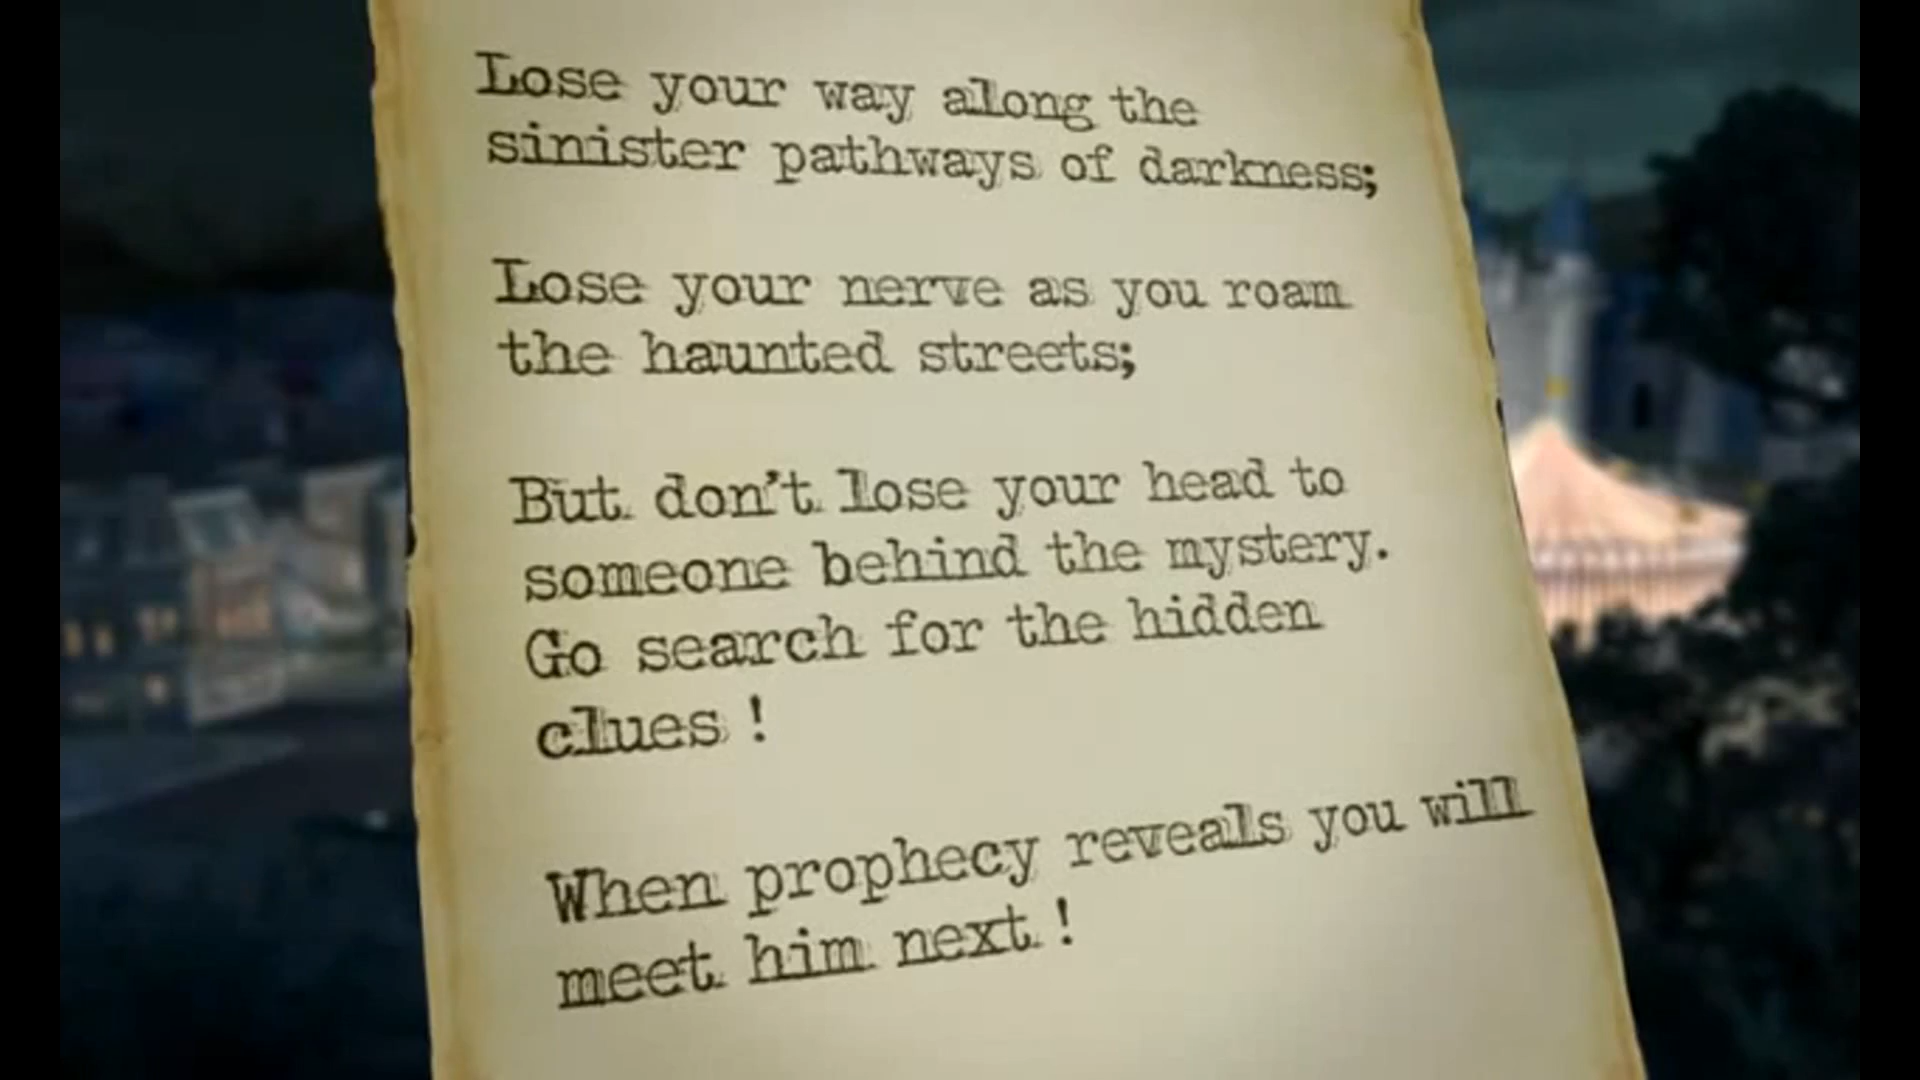 Lose your way along the
sinister pathways of darkness;
Lose your nerve as you roam
the haunted streets;
But don't lose your head to
someone behind the mystery.
Go search for the hidden
clues !
When prophecy reveals you will
meet him next !